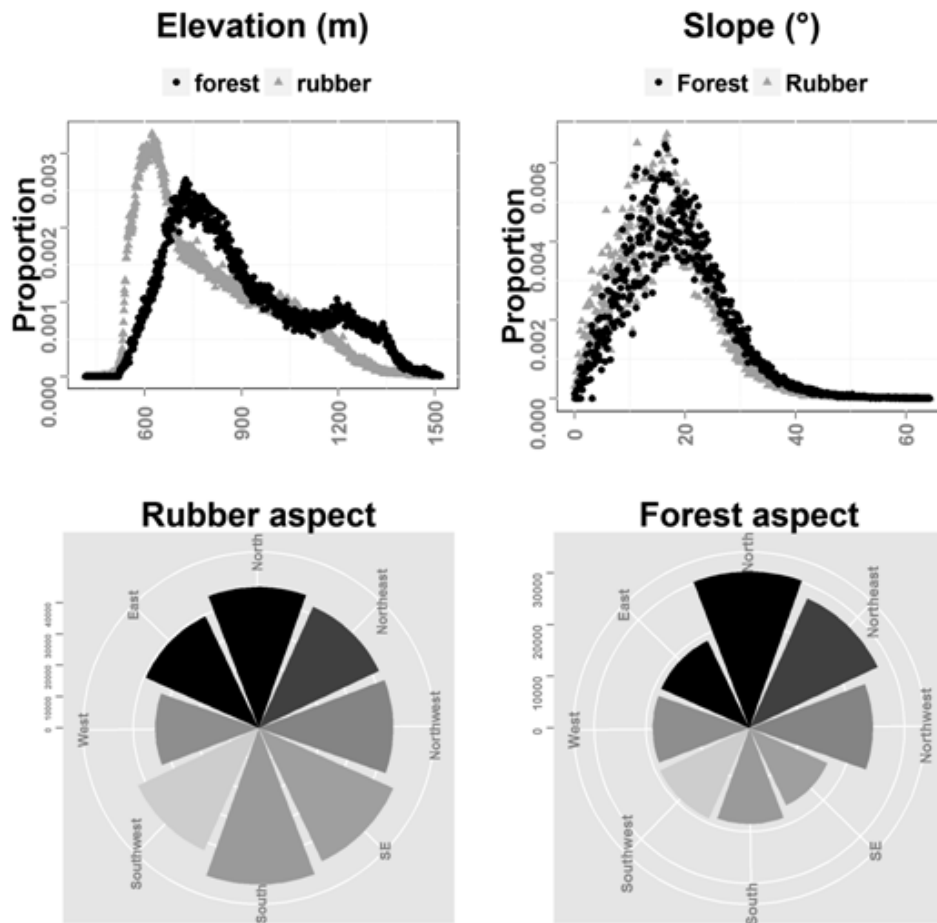 Elevation (m)
forest rubber
Proportion
0.003
0.002
0.001
0.000
600 900 1200 1500
Slope (°)
Forest Rubber
Proportion
0.006
0.004
0.002
0.000
0 20 40 60
Rubber aspect
North
Northeast
Northwest
SE
South
Southwest
West
East
40000
30000
20000
10000
0
Forest aspect
North
Northeast
Northwest
SE
South
Southwest
West
East
30000
20000
10000
0